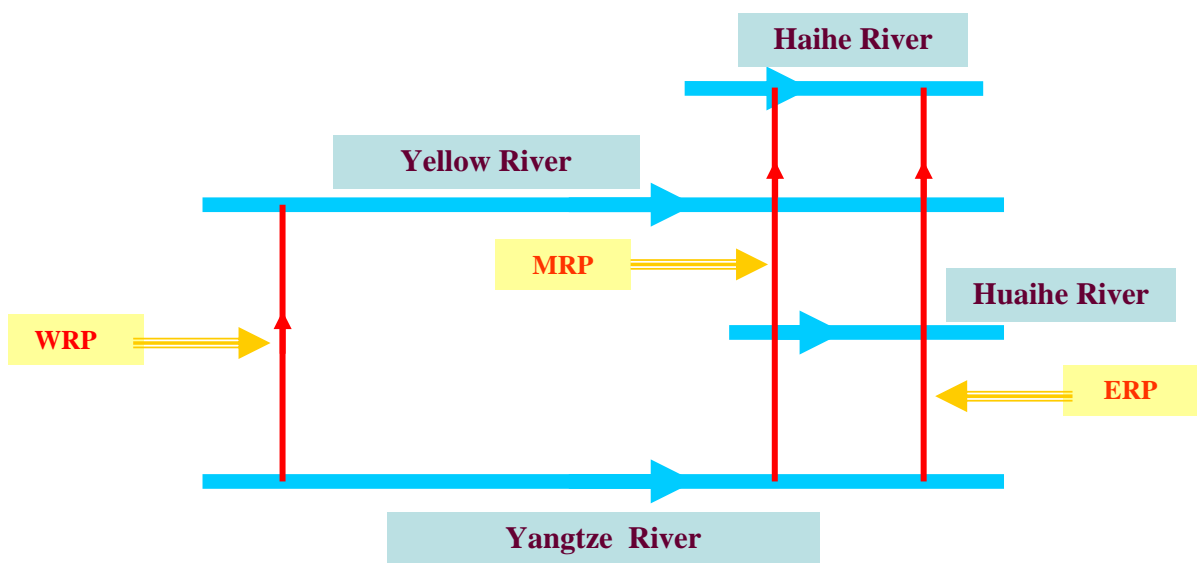 Haihe River
Yellow River
MRP
Huaihe River
WRP
ERP
Yangtze River